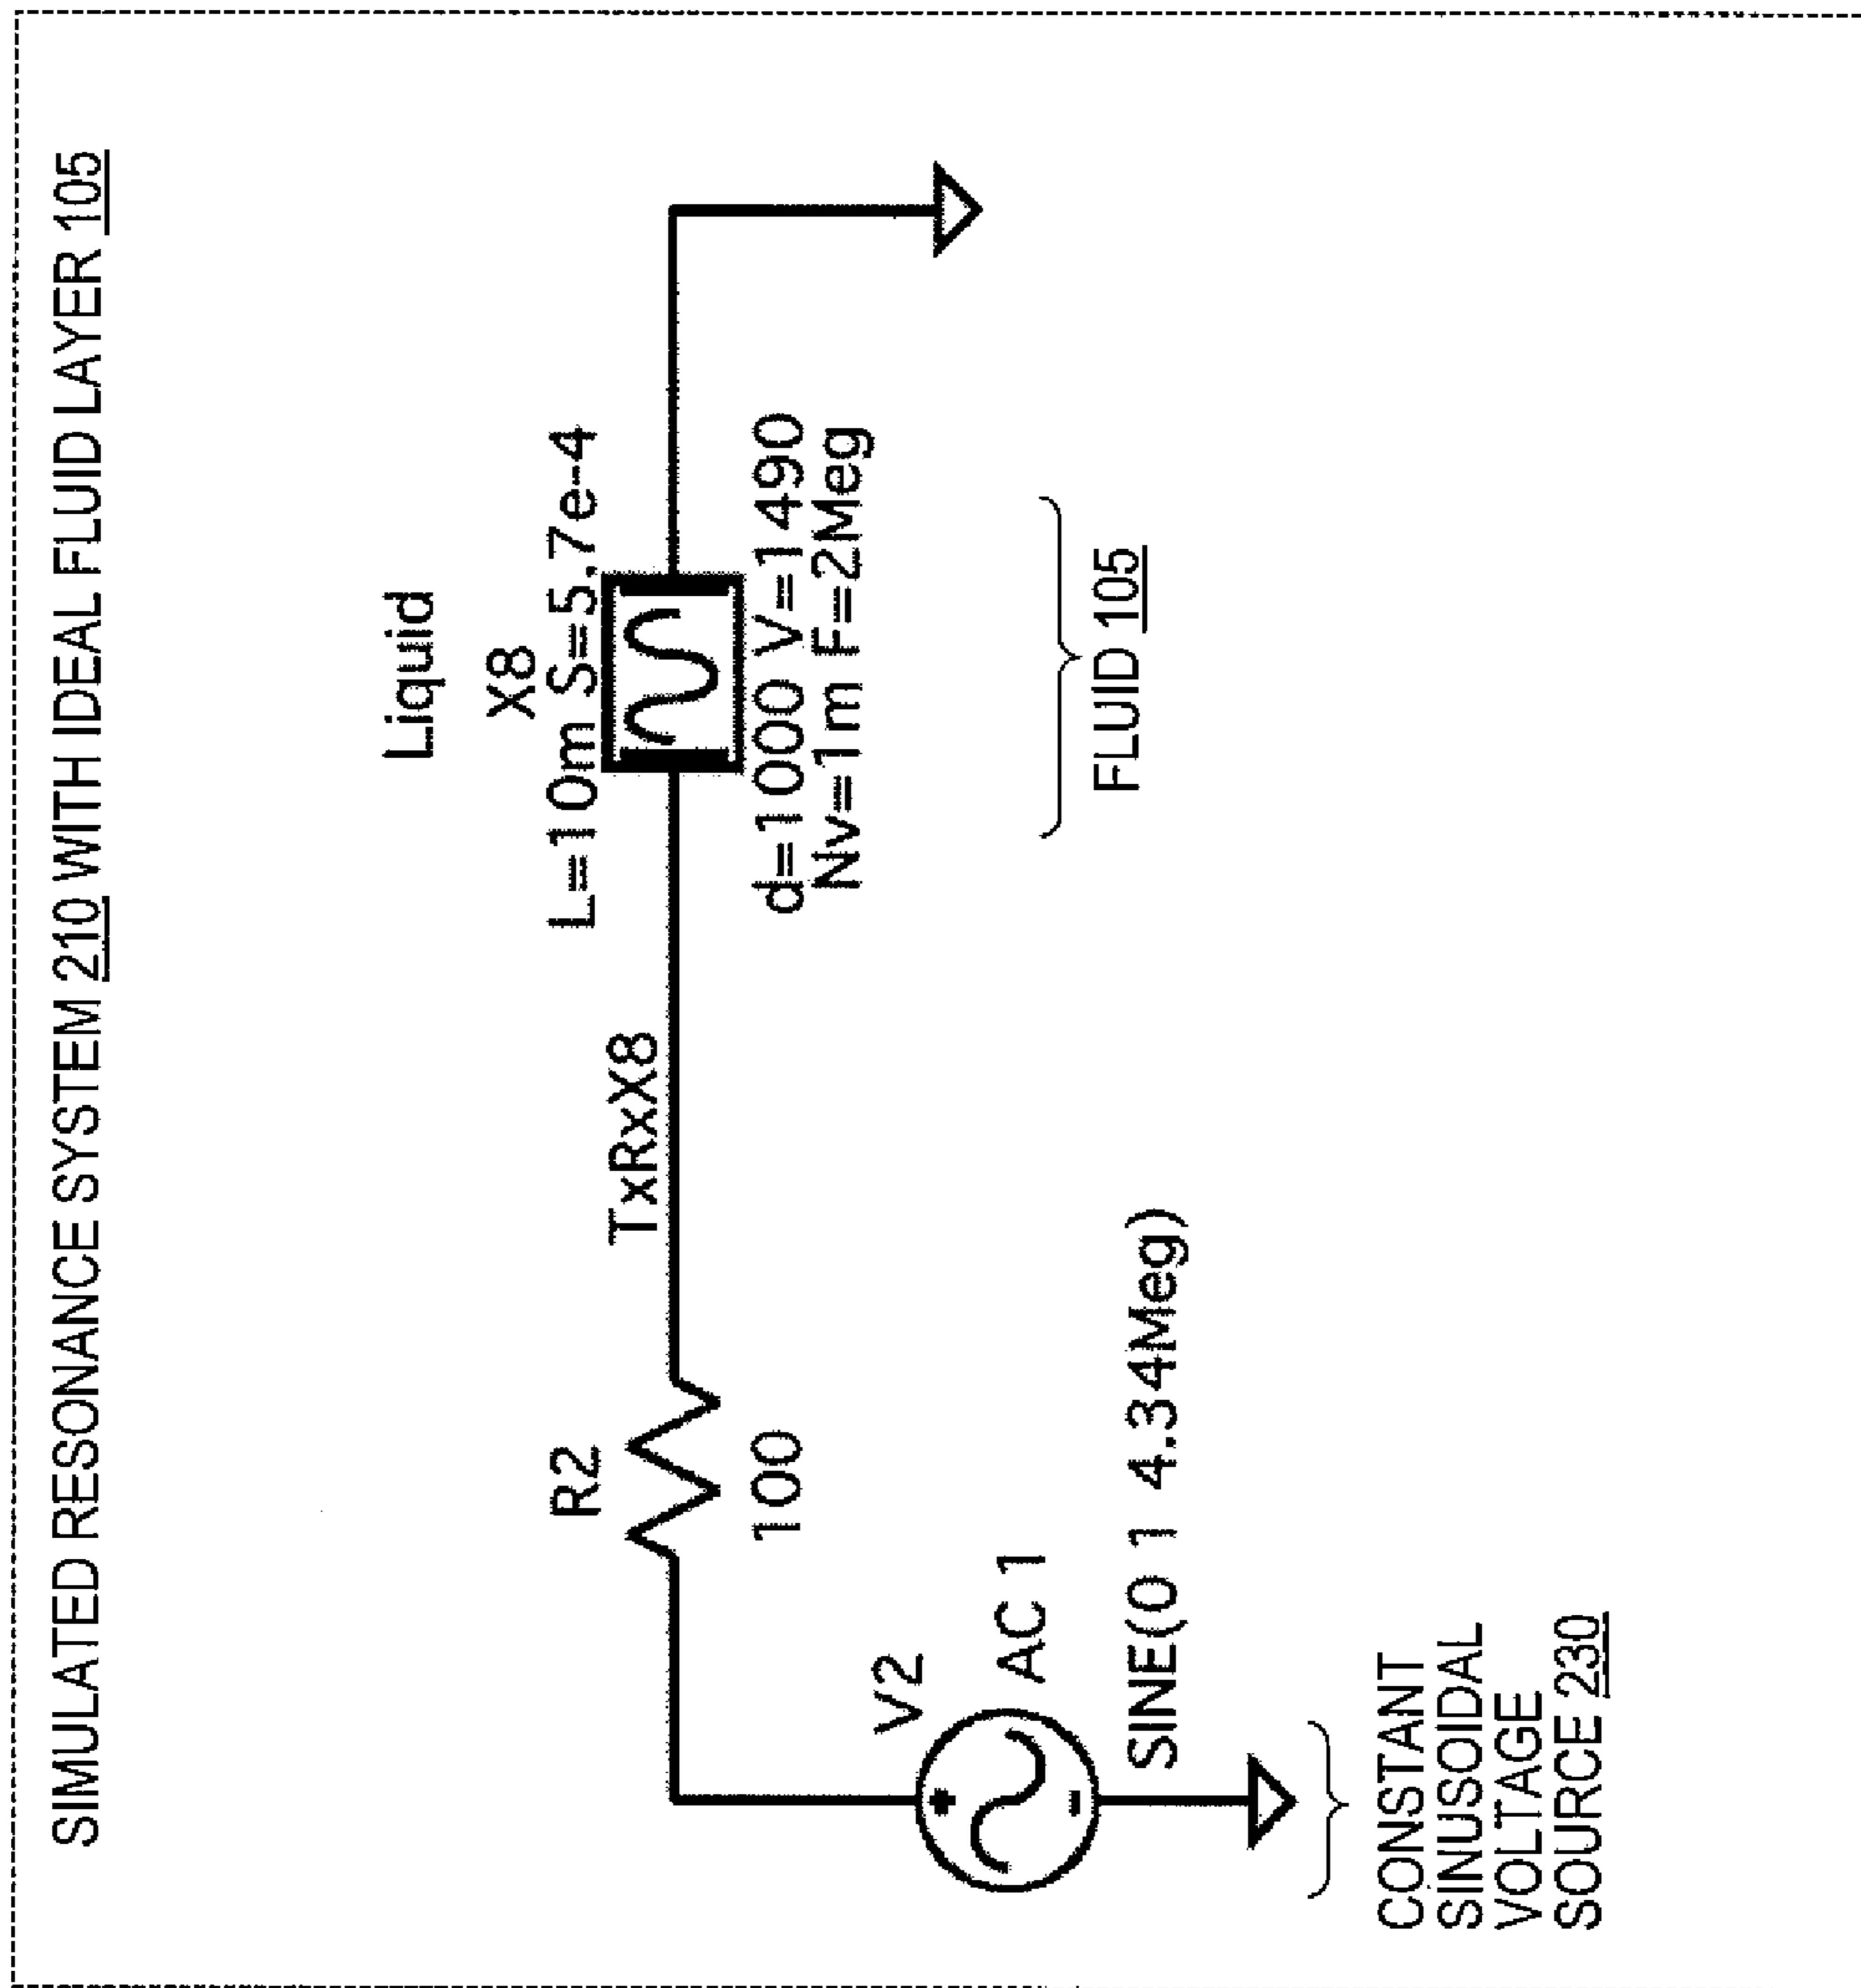 SIMULATED RESONANCE SYSTEM 210 WITH IDEAL FLUID LAYER 105
Liquid
X8
L=10m S=5.7e-4
d=1000 V=1490
Nv=1m F=2Meg
FLUID 105
TxRxX8
R2
100
V2
+
-
AC 1
SINE(0 1 4.34Meg)
CONSTANT
SINUSOIDAL
VOLTAGE
SOURCE 230